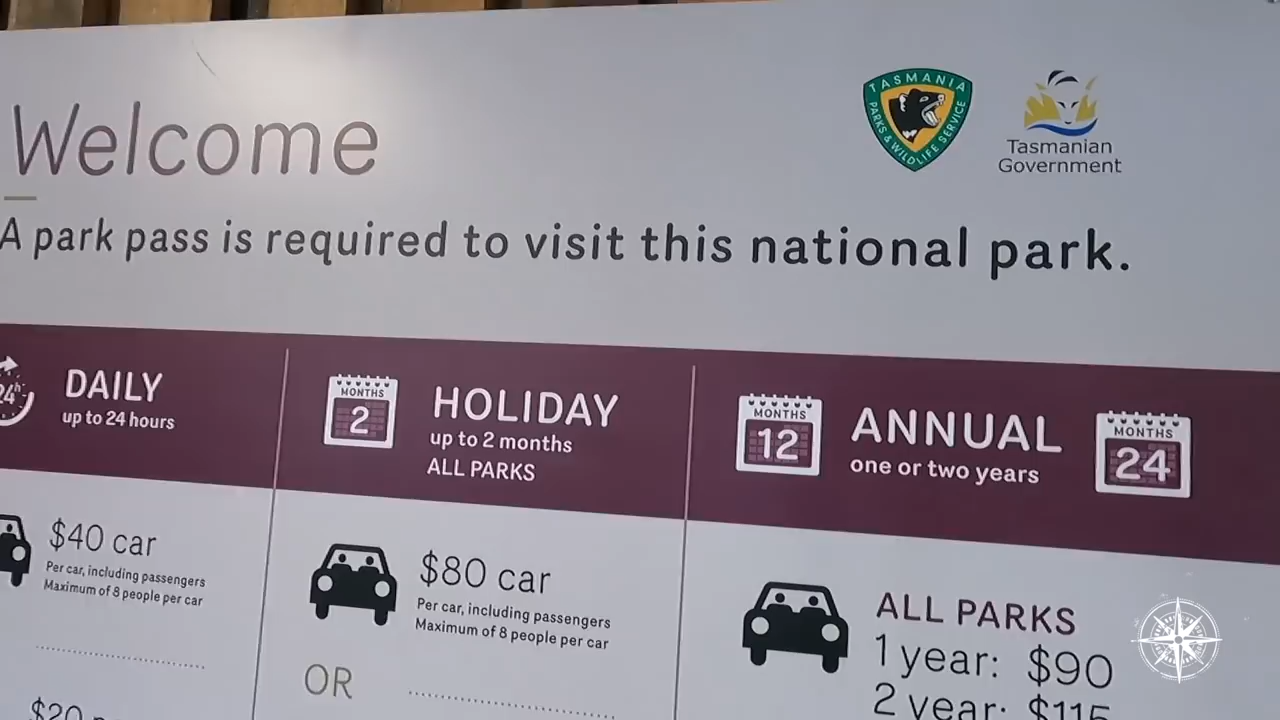 Welcome
TASMANIA
PARKS & WILDLIFE SERVICE
Tasmanian
Government
A park pass is required to visit this national park.
24h
DAILY
up to 24 hours
MONTHS
2
HOLIDAY
up to 2 months
ALL PARKS
MONTHS
12
ANNUAL
one or two years
MONTHS
24
$40 car
Per car, including passengers
Maximum of 8 people per car
$80 car
Per car, including passengers
Maximum of 8 people per car
OR
ALL PARKS
1 year: $90
2 year: $115
$20